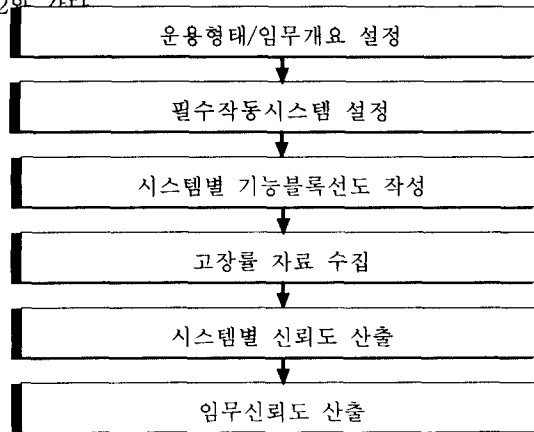 운용형태/임무개요 설정
필수작동시스템 설정
시스템별 기능블록선도 작성
고장률 자료 수집
시스템별 신뢰도 산출
임무신뢰도 산출